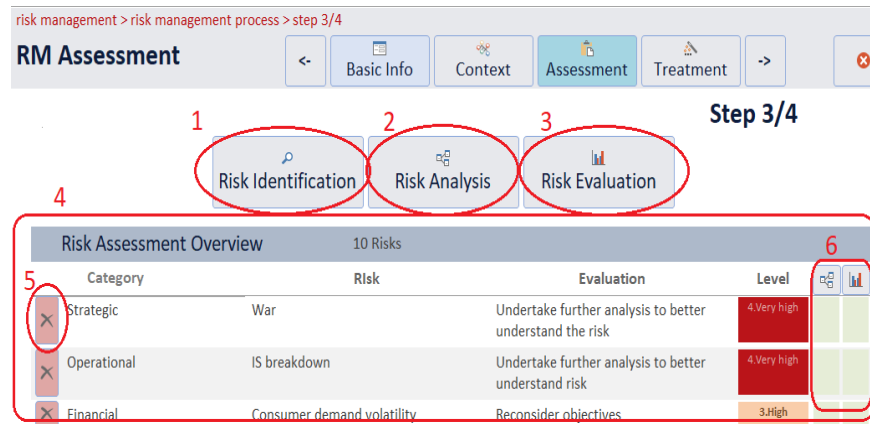 risk management > risk management process > step 3/4
RM Assessment
<- Basic Info Context Assessment Treatment ->
Step 3/4
1 2 3
Risk Identification Risk Analysis Risk Evaluation
4
Risk Assessment Overview 10 Risks 6
5 Category RIsk Evaluation Level
Strategic War Undertake further analysis to better 4.Very high
understand the risk
Operational IS breakdown Undertake further analysis to better 4.Very high
understand risk
Financial Consumer demand volatility Reconsider objectives 3.High